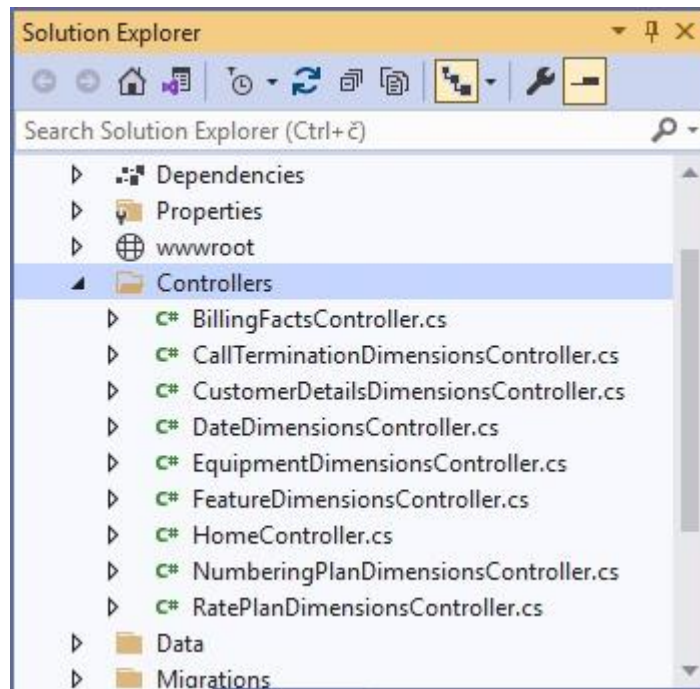 Solution Explorer
Search Solution Explorer (Ctrl+č)
Dependencies
Properties
wwwroot
Controllers
C# BillingFactsController.cs
C# CallTerminationDimensionsController.cs
C# CustomerDetailsDimensionsController.cs
C# DateDimensionsController.cs
C# EquipmentDimensionsController.cs
C# FeatureDimensionsController.cs
C# HomeController.cs
C# NumberingPlanDimensionsController.cs
C# RatePlanDimensionsController.cs
Data
Migrations